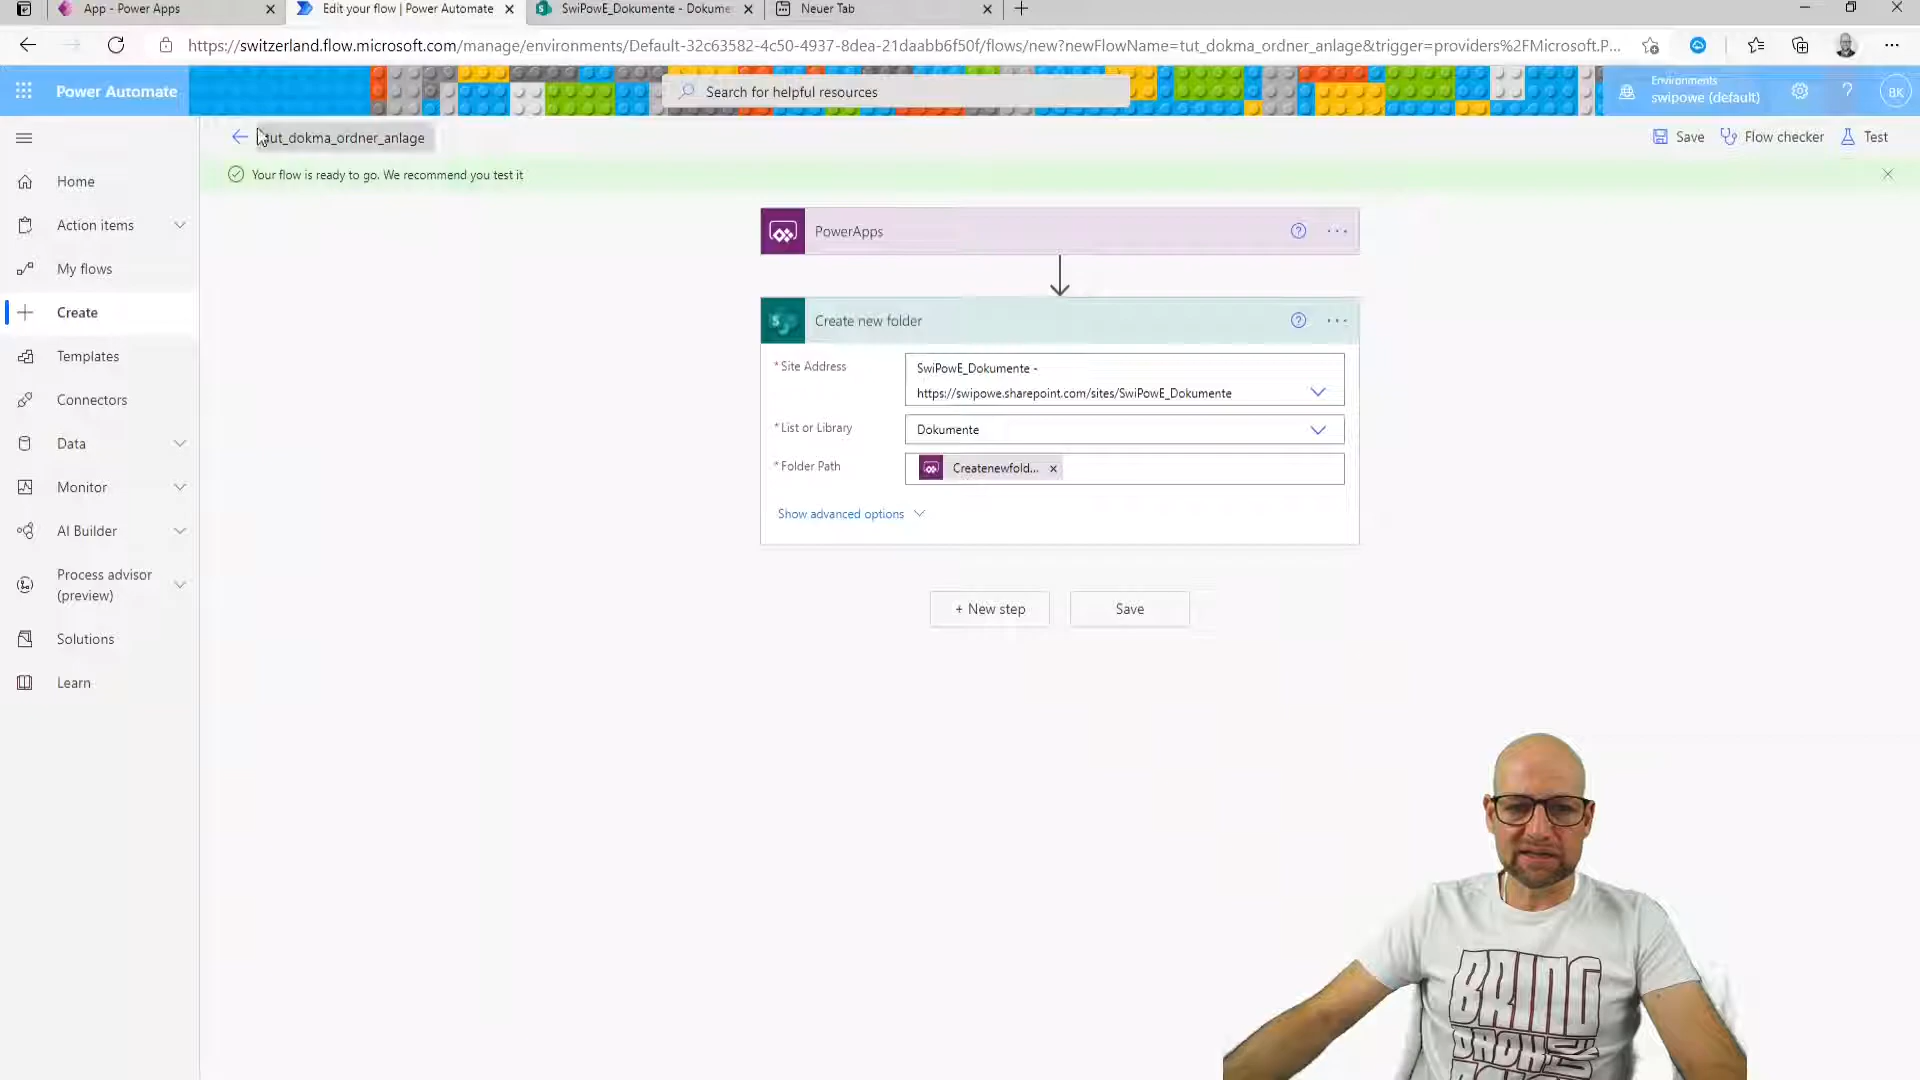 App - Power Apps
Edit your flow | Power Automate
SwiPowE_Dokumente - Dokume
Neuer Tab
https://switzerland.flow.microsoft.com/manage/environments/Default-32c63582-4c50-4937-8dea-21daabb6f50f/flows/new?newFlowName=tut_dokma_ordner_anlage&trigger=providers%2FMicrosoft.P...
Power Automate
Search for helpful resources
Environments
swipowe (default)
BK
tut_dokma_ordner_anlage
Save
Flow checker
Test
Your flow is ready to go. We recommend you test it
Home
Action items
My flows
Create
Templates
Connectors
Data
Monitor
AI Builder
Process advisor
(preview)
Solutions
Learn
PowerApps
Create new folder
* Site Address
SwiPowE_Dokumente -
https://swipowe.sharepoint.com/sites/SwiPowE_Dokumente
* List or Library
Dokumente
* Folder Path
Createnewfold...
Show advanced options
+ New step
Save
BRING